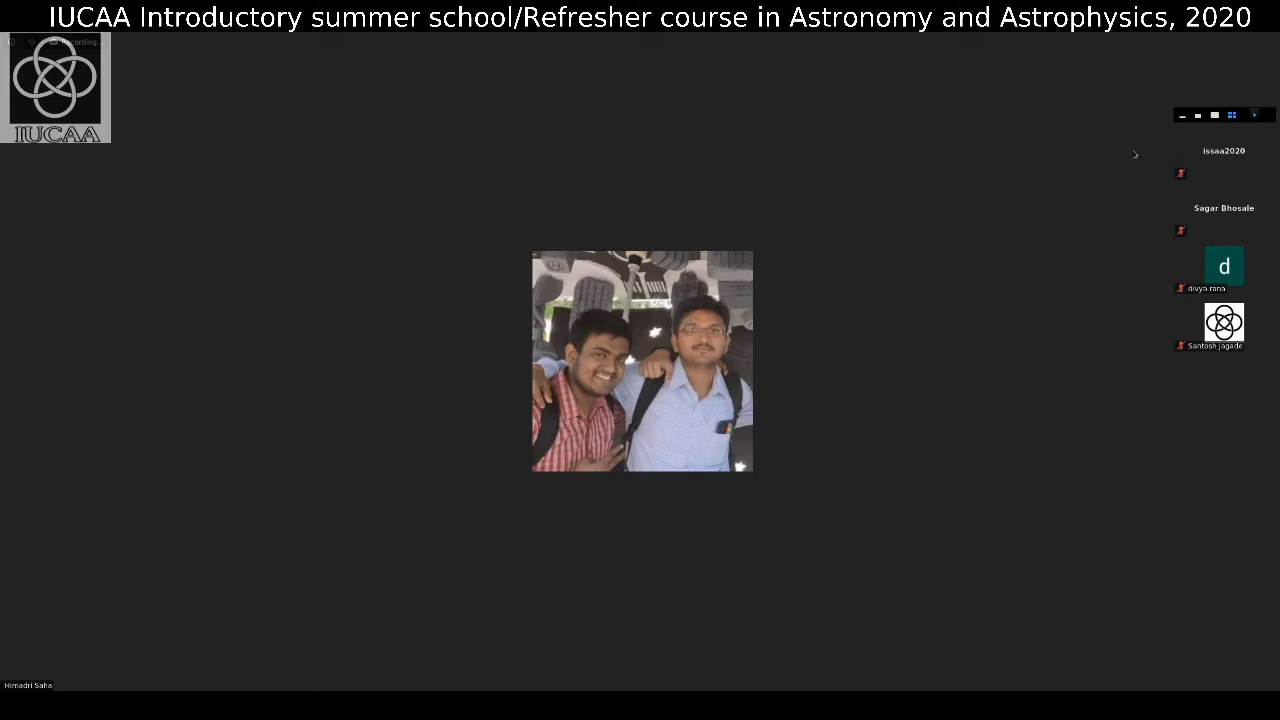 IUCAA Introductory summer school/Refresher course in Astronomy and Astrophysics, 2020
Recording...
IUCAA
issaa2020
Sagar Bhosale
d
divya rana
Santosh Jagade
Himadri Saha